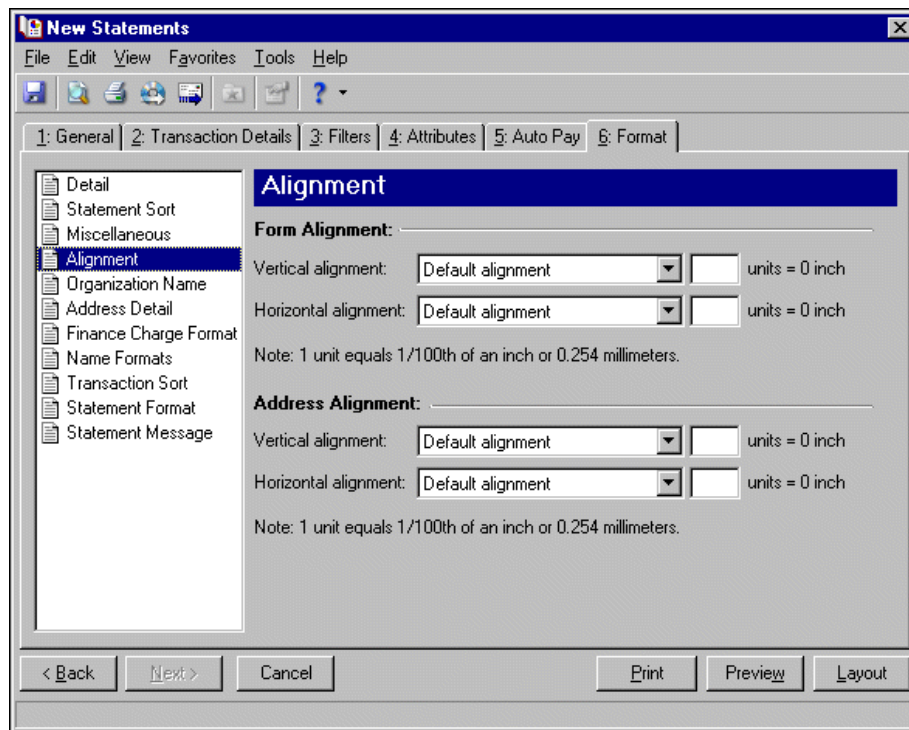 New Statements
File Edit View Favorites Tools Help
1: General 2: Transaction Details 3: Filters 4: Attributes 5: Auto Pay 6: Format
Detail
Statement Sort
Miscellaneous
Alignment
Organization Name
Address Detail
Finance Charge Format
Name Formats
Transaction Sort
Statement Format
Statement Message
Alignment
Form Alignment:
Vertical alignment: Default alignment units = 0 inch
Horizontal alignment: Default alignment units = 0 inch
Note: 1 unit equals 1/100th of an inch or 0.254 millimeters.
Address Alignment:
Vertical alignment: Default alignment units = 0 inch
Horizontal alignment: Default alignment units = 0 inch
Note: 1 unit equals 1/100th of an inch or 0.254 millimeters.
< Back Next > Cancel Print Preview Layout